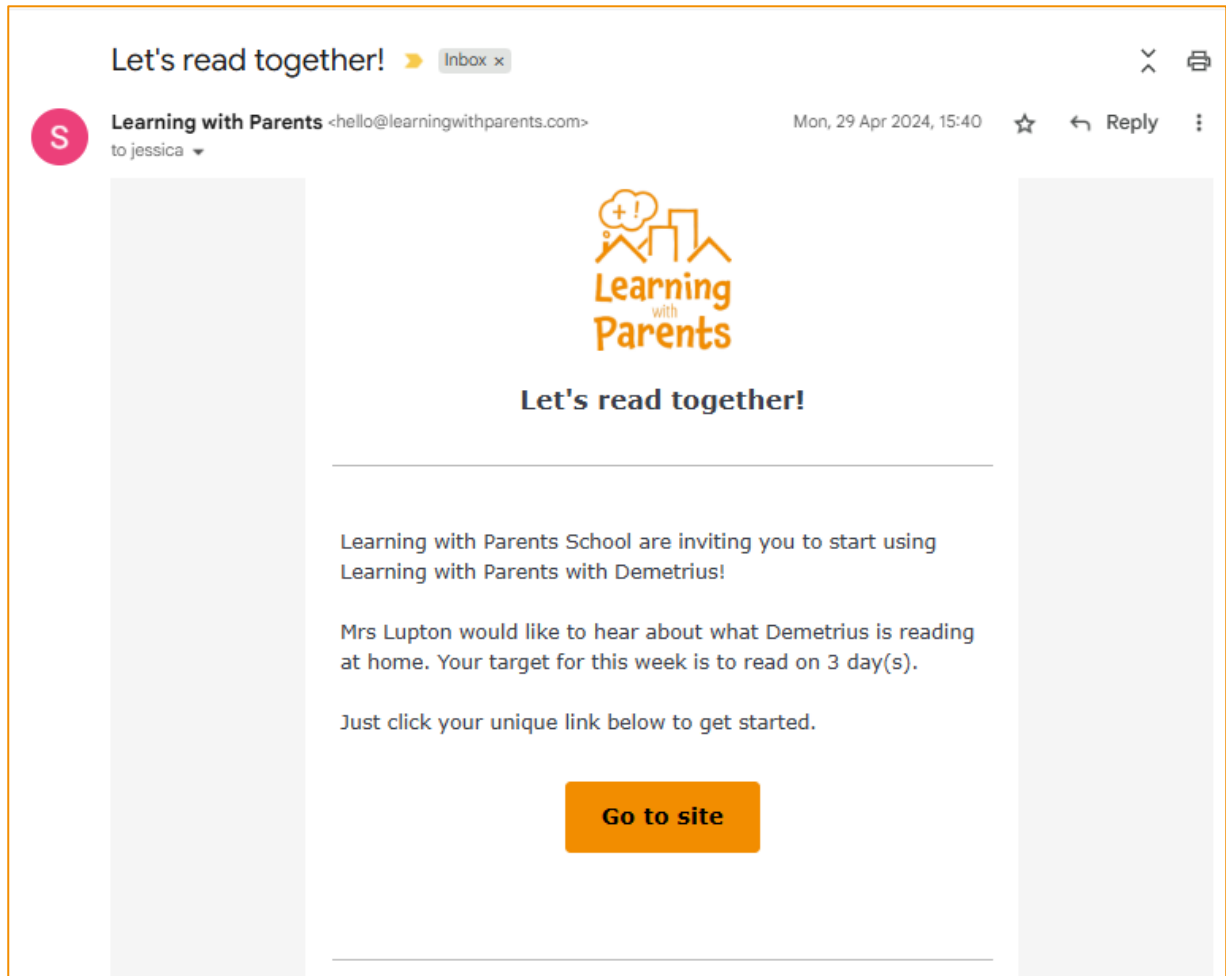 Let's read together! Inbox x
Learning with Parents <hello@learningwithparents.com> Mon, 29 Apr 2024, 15:40 Reply
S
to jessica
+!
Learning
with
Parents
Let's read together!
Learning with Parents School are inviting you to start using
Learning with Parents with Demetrius!
Mrs Lupton would like to hear about what Demetrius is reading
at home. Your target for this week is to read on 3 day(s).
Just click your unique link below to get started.
Go to site